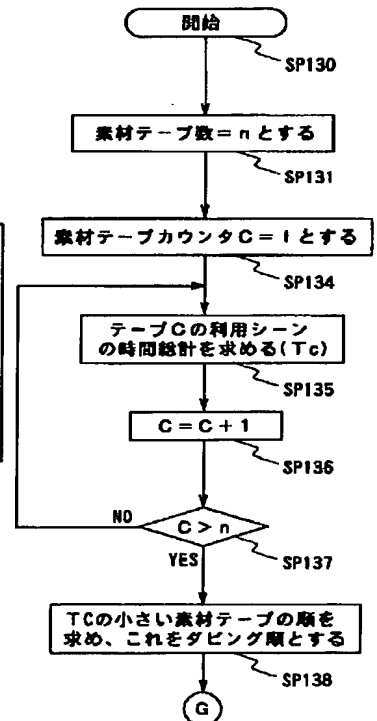 開始
SP130
素材テープ数=nとする
SP131
素材テープカウンタC=1とする
SP134
テープCの利用シーン
の時間総計を求める(Tc)
SP135
C=C+1
SP136
NO
C>n
YES
SP137
TCの小さい素材テープの順を
求め、これをダビング順とする
SP138
G